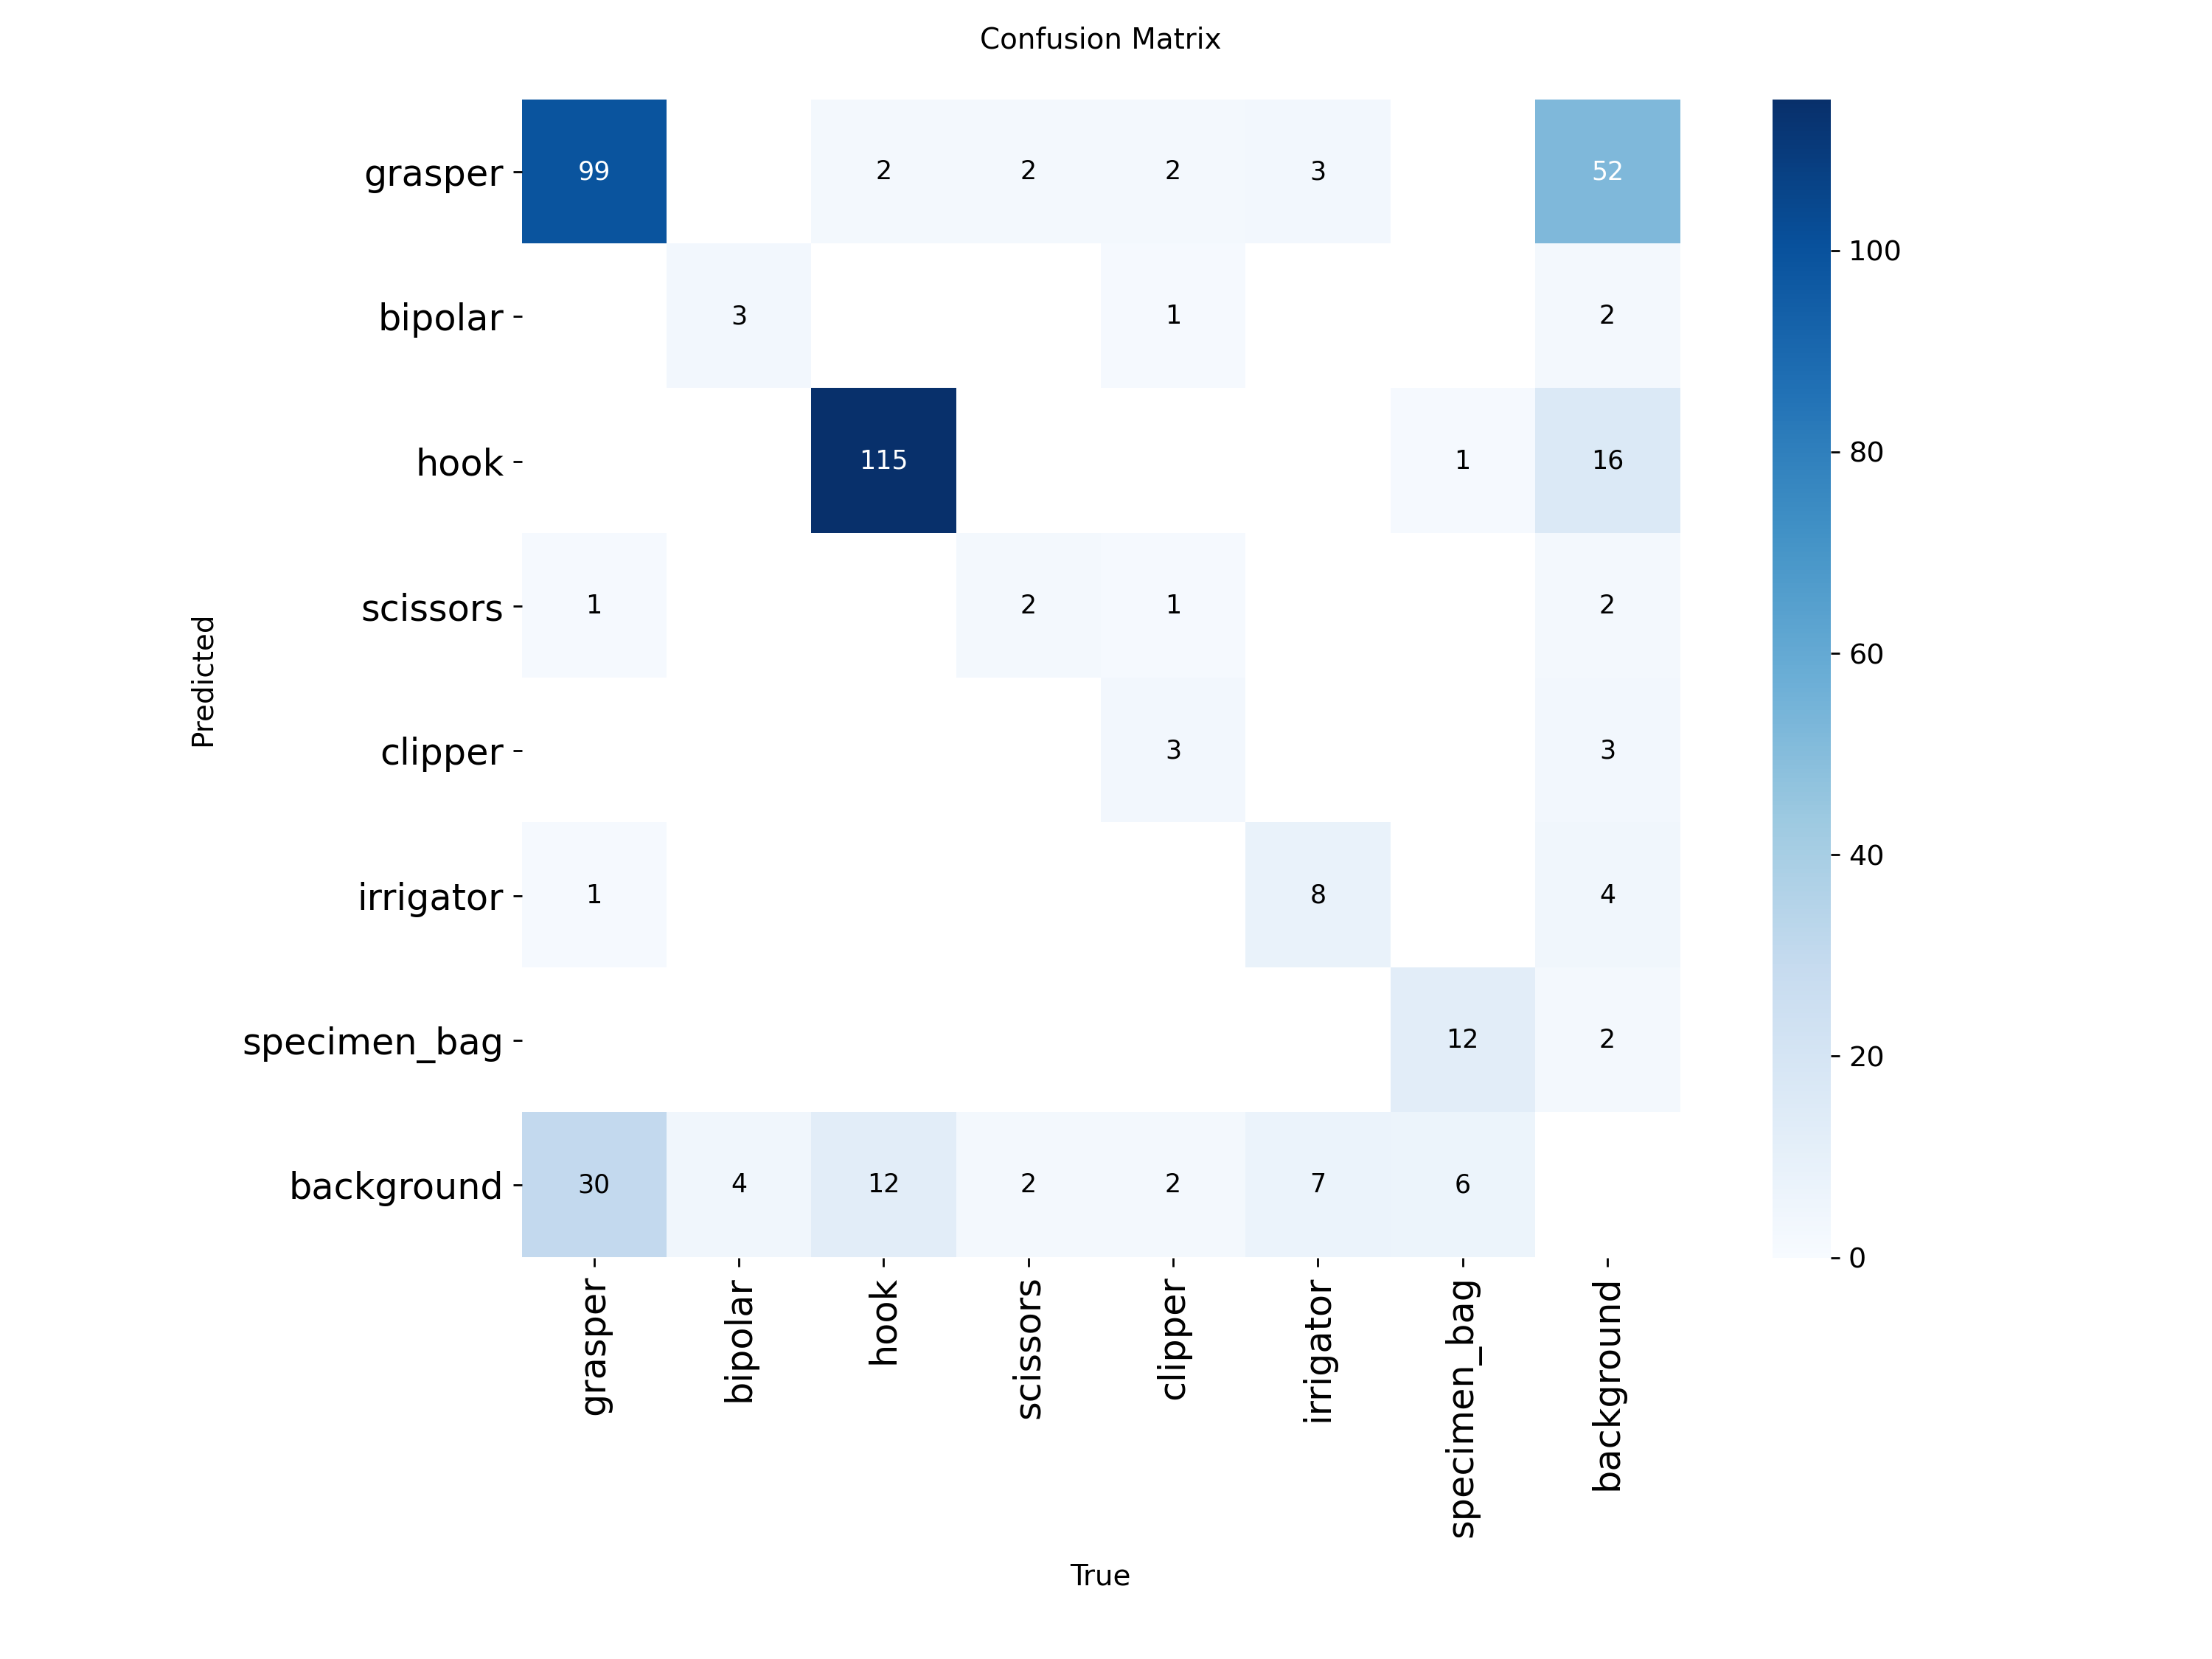 Confusion Matrix
grasper 99 2 2 2 3 52
bipolar 3 1 2
hook 115 1 16
scissors 1 2 1 2
clipper 3 3
irrigator 1 8 4
specimen_bag 12 2
background 30 4 12 2 2 7 6
Predicted
grasper bipolar hook scissors clipper irrigator specimen_bag background
True
100
80
60
40
20
0